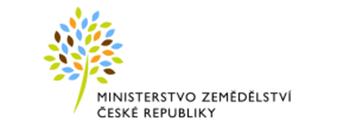 MINISTERSTVO ZEMĚDĚLSTVÍ
ČESKÉ REPUBLIKY